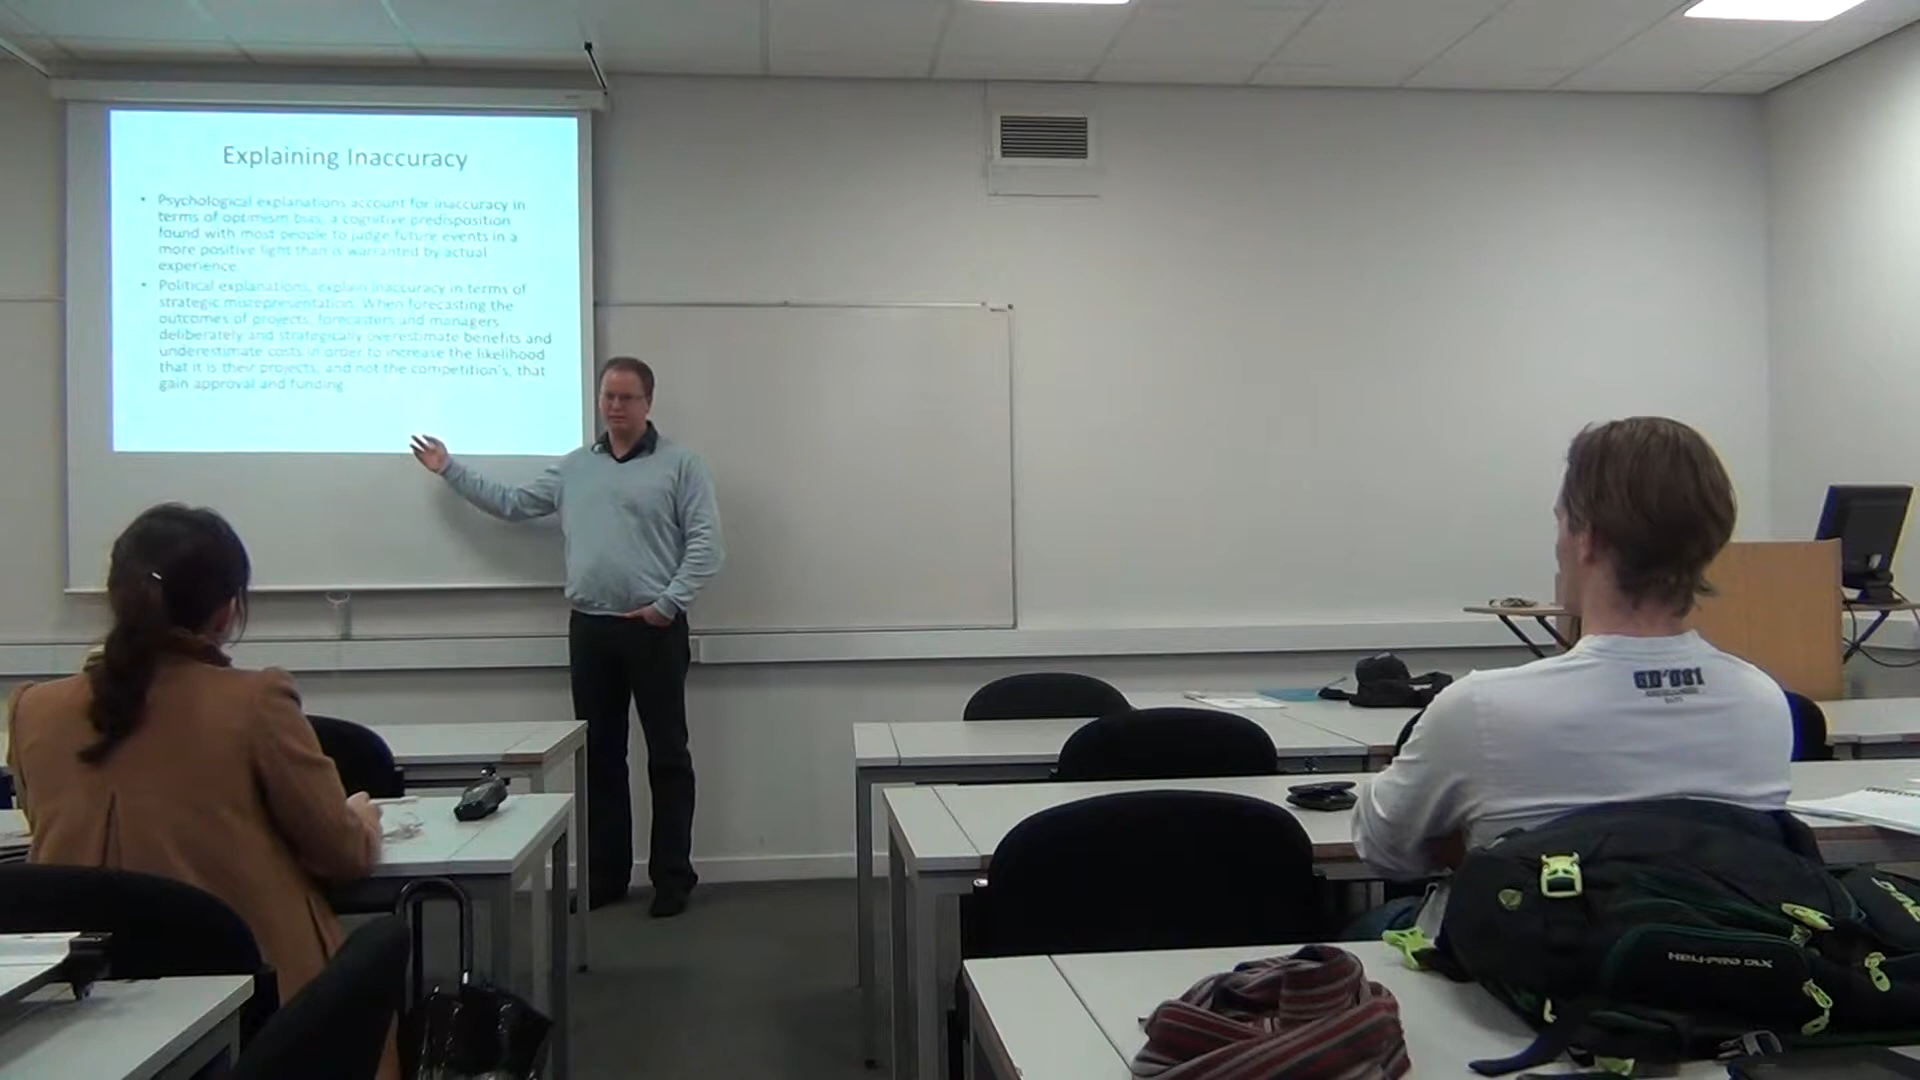 Explaining Inaccuracy
• Psychological explanations account for inaccuracy in
terms of optimism bias, a cognitive predisposition
found with most people to judge future events in a
more positive light than is warranted by actual
experience.
• Political explanations, explain inaccuracy in terms of
strategic misrepresentation. When forecasting the
outcomes of projects, forecasters and managers
deliberately and strategically overestimate benefits and
underestimate costs in order to increase the likelihood
that it is their projects, and not the competition's, that
gain approval and funding.